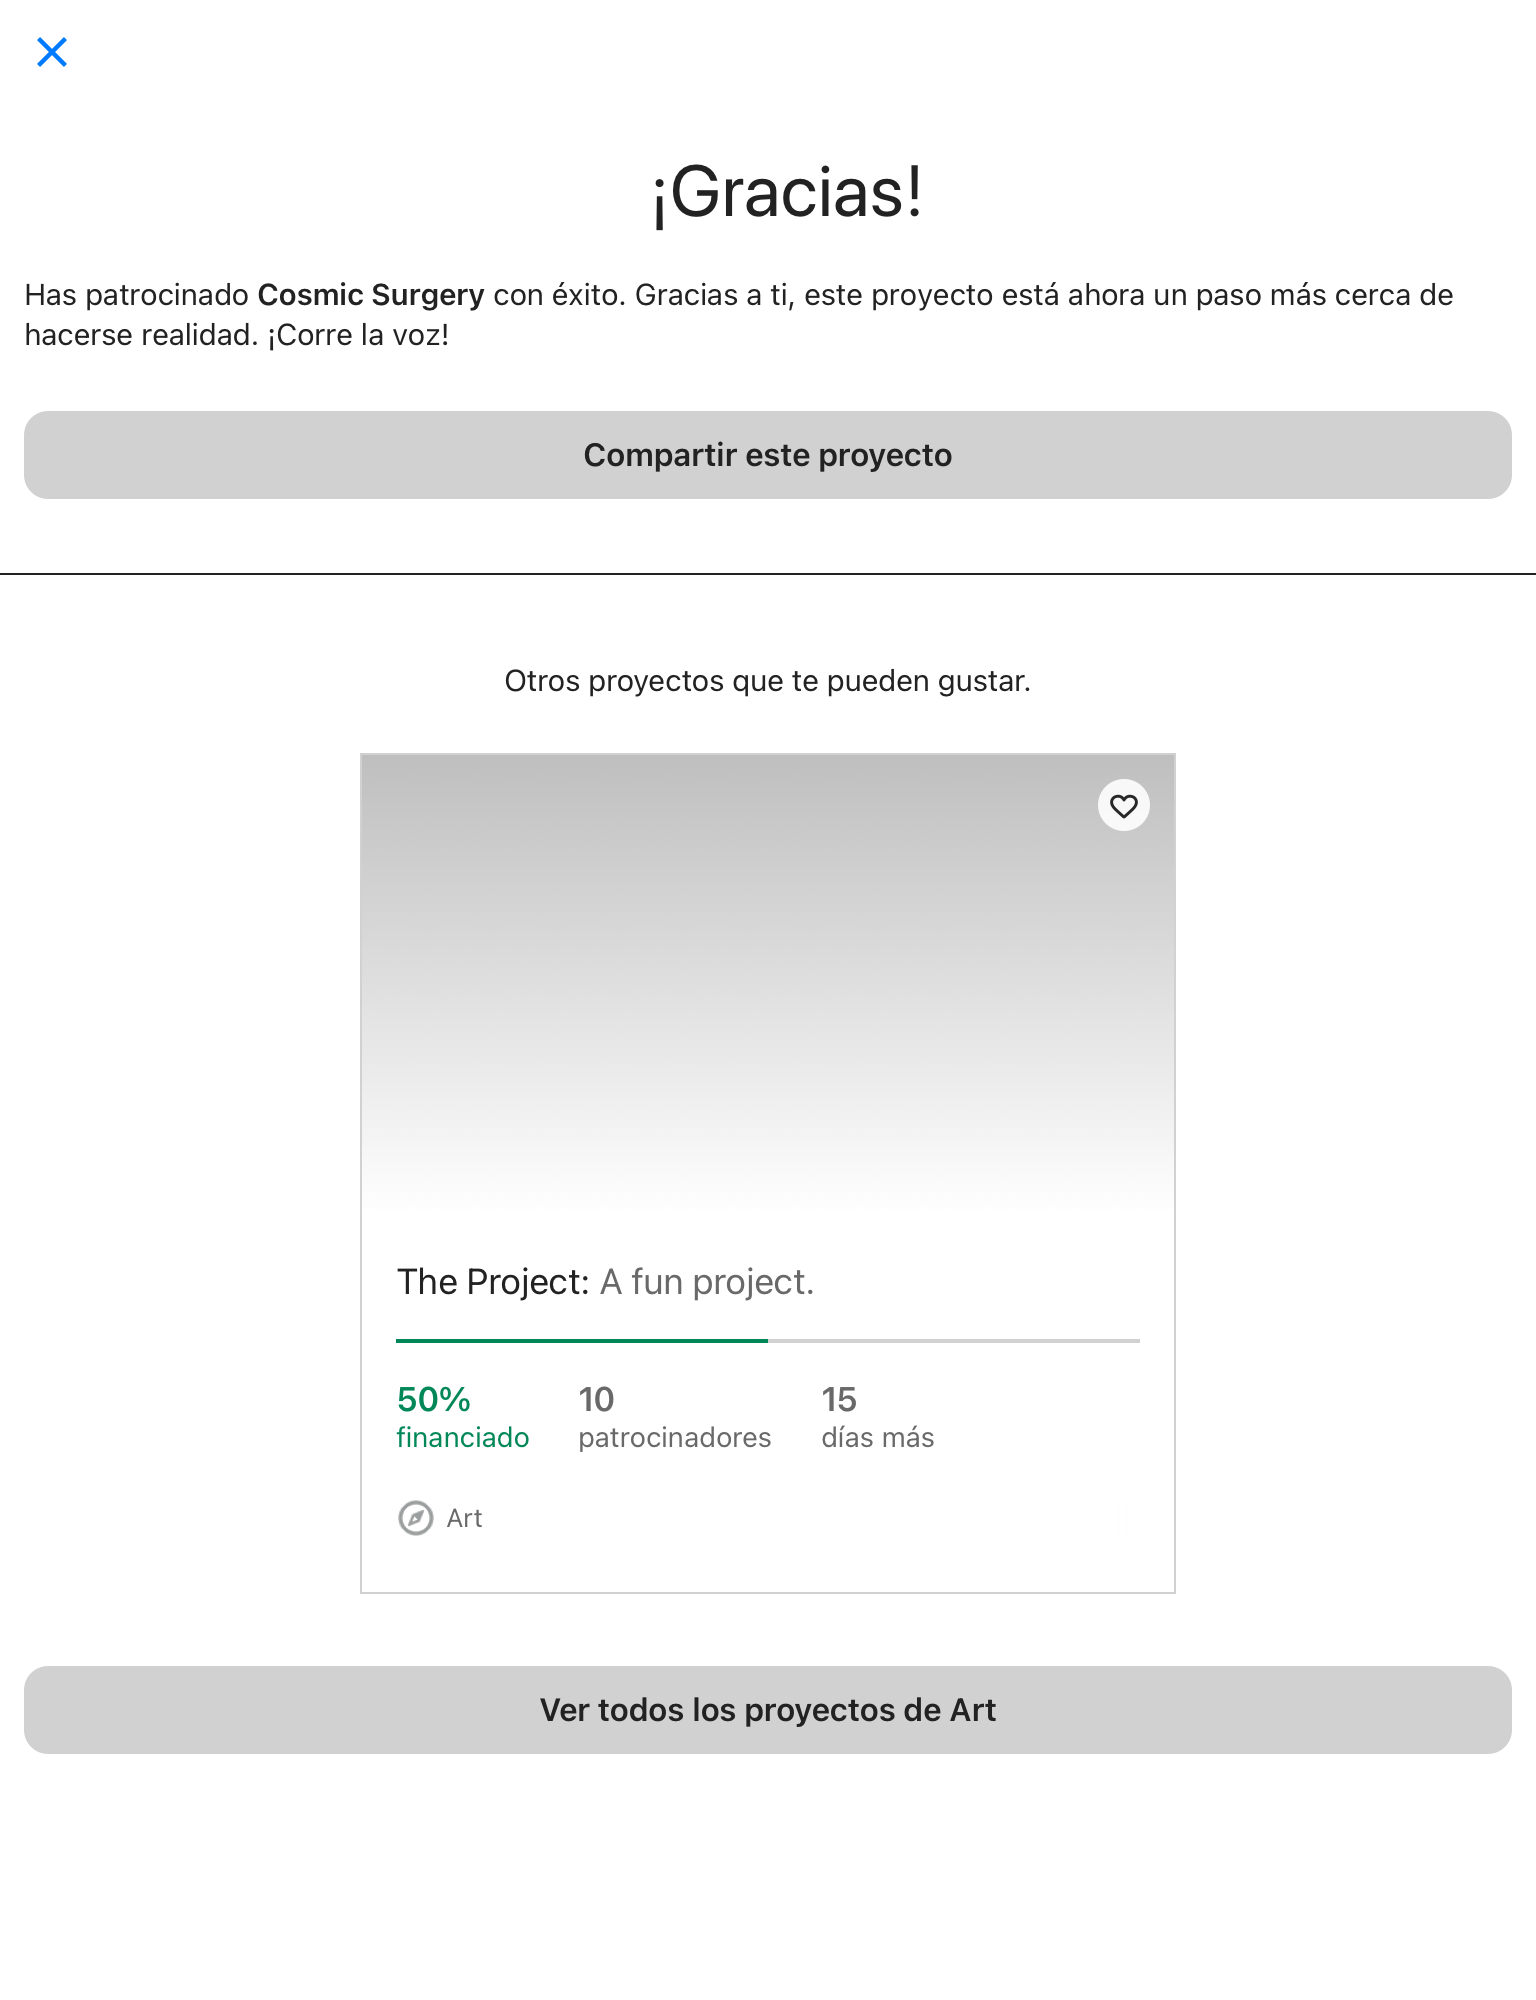 ¡Gracias!
Has patrocinado Cosmic Surgery con éxito. Gracias a ti, este proyecto está ahora un paso más cerca de
hacerse realidad. ¡Corre la voz!
Compartir este proyecto
Otros proyectos que te pueden gustar.
The Project: A fun project.
50% 10 15
financiado patrocinadores días más
Art
Ver todos los proyectos de Art